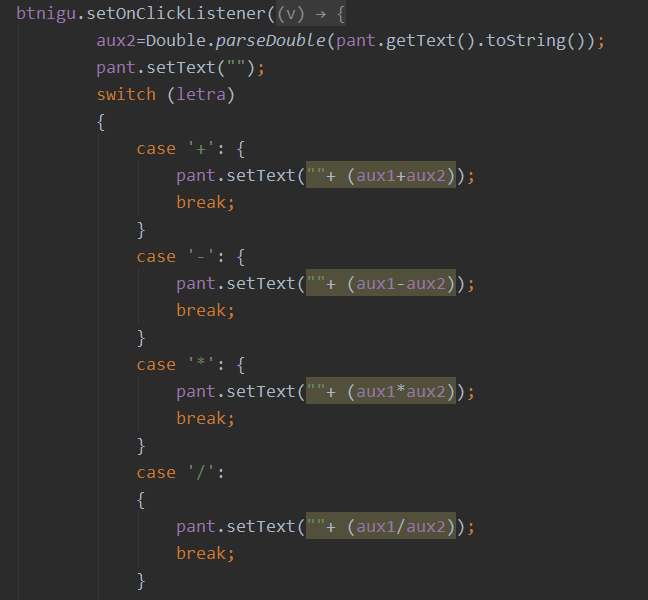 btnigu.setOnClickListener((v) → {
aux2=Double.parseDouble(pant.getText().toString());
pant.setText("");
switch (letra)
{
case '+': {
pant.setText(""+ (aux1+aux2));
break;
}
case '-': {
pant.setText(""+ (aux1-aux2));
break;
}
case '*': {
pant.setText(""+ (aux1*aux2));
break;
}
case '/':
{
pant.setText(""+ (aux1/aux2));
break;
}